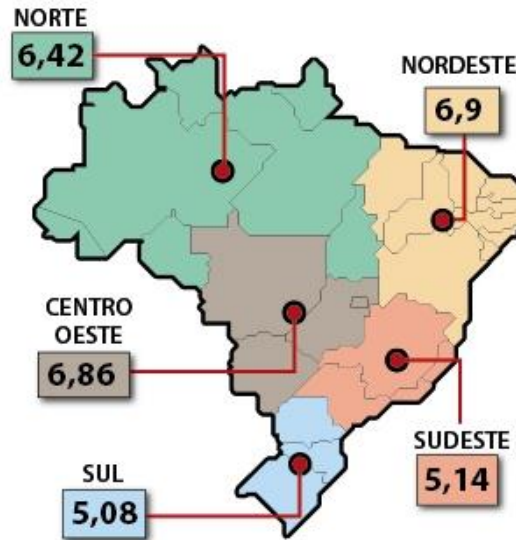 NORTE
6,42
NORDESTE
6,9
CENTRO
OESTE
6,86
SUDESTE
5,14
SUL
5,08